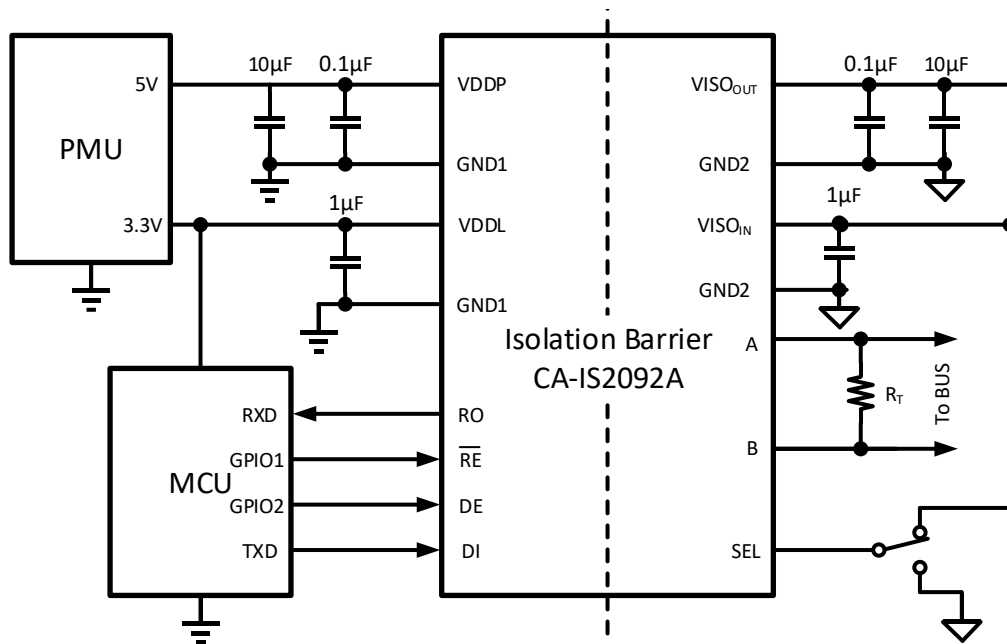 10µF
0.1µF
0.1µF
10µF
5V
VDDP
VISOOUT
PMU
GND1
GND2
1µF
1µF
3.3V
VDDL
VISOIN
GND1
GND2
Isolation Barrier
CA-IS2092A
A
RT
To BUS
B
RXD
RO
GPIO1
RE
MCU
GPIO2
DE
TXD
DI
SEL